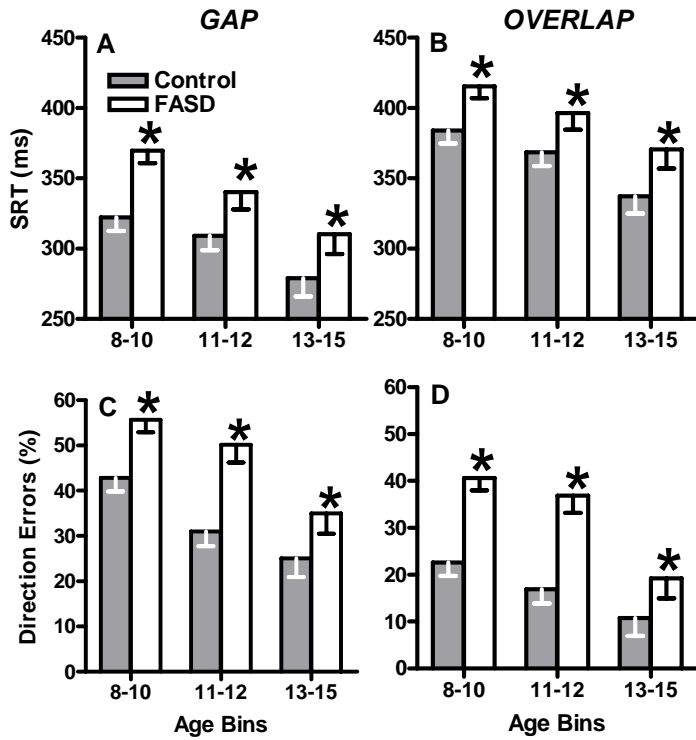 GAP
OVERLAP
A
Control
FASD
SRT (ms)
450
400
350
300
250
* * *
8-10 11-12 13-15
B
450
400
350
300
250
* * *
8-10 11-12 13-15
C
Direction Errors (%)
60
50
40
30
20
10
0
* * *
8-10 11-12 13-15
Age Bins
D
60
50
40
30
20
10
0
* * *
8-10 11-12 13-15
Age Bins